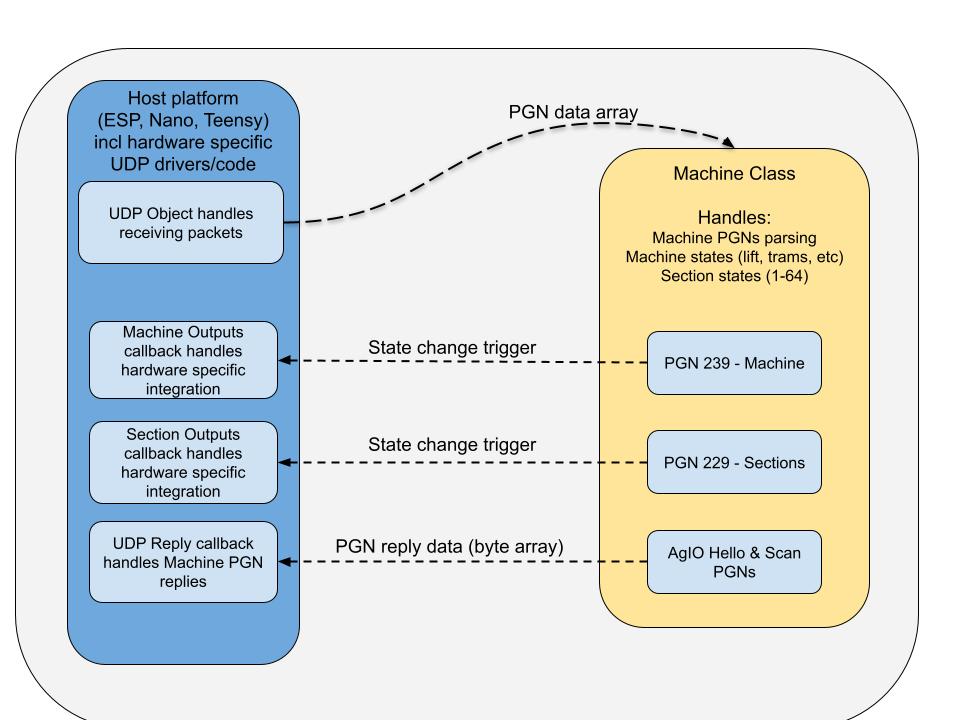 Host platform
(ESP, Nano, Teensy)
incl hardware specific
UDP drivers/code
UDP Object handles
receiving packets
PGN data array
Machine Class
Handles:
Machine PGNs parsing
Machine states (lift, trams, etc)
Section states (1-64)
Machine Outputs
callback handles
hardware specific
integration
State change trigger
PGN 239 - Machine
Section Outputs
callback handles
hardware specific
integration
State change trigger
PGN 229 - Sections
UDP Reply callback
handles Machine PGN
replies
PGN reply data (byte array)
AgIO Hello & Scan
PGNs